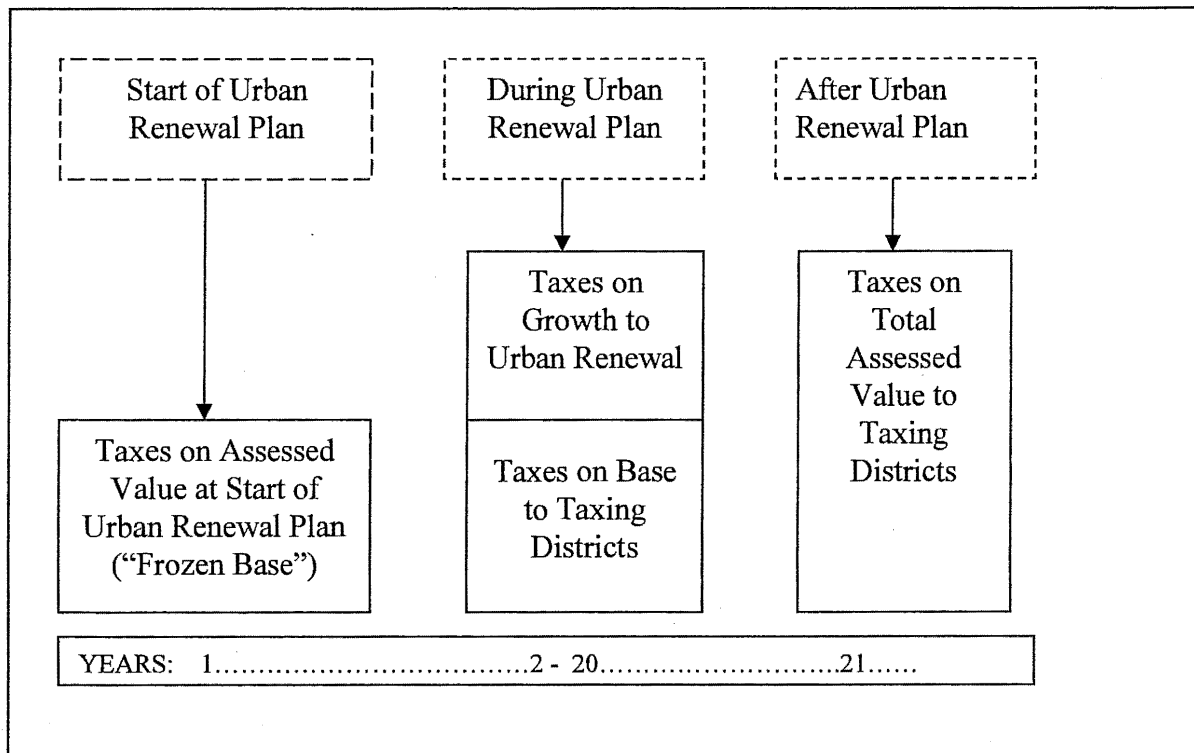 Start of Urban
Renewal Plan
During Urban
Renewal Plan
After Urban
Renewal Plan
Taxes on Assessed
Value at Start of
Urban Renewal Plan
(“Frozen Base”)
Taxes on
Growth to
Urban Renewal
Taxes on Base
to Taxing
Districts
Taxes on
Total
Assessed
Value to
Taxing
Districts
YEARS: 1……………………………2 - 20……………………21……